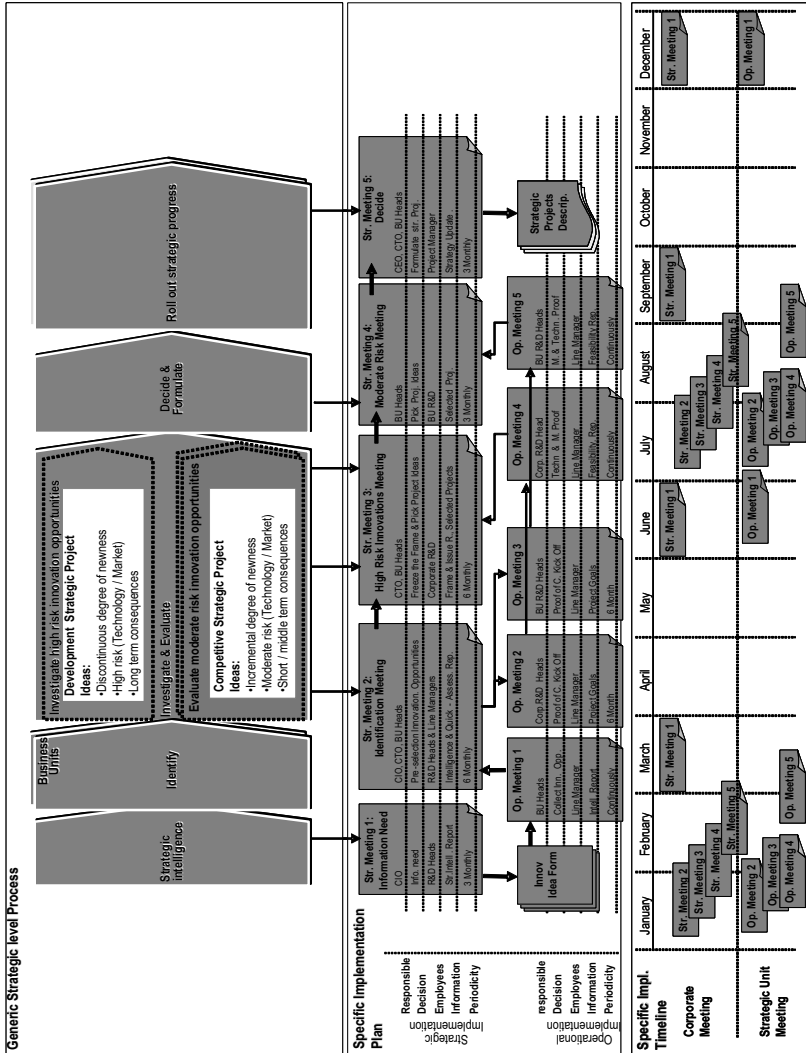 Generic Strategic level Process
Strategic
intelligence
Business
Units
Identify
Investigate high risk innovation opportunities
Development Strategic Project
Ideas:
•Discontinuous degree of newness
•High risk (Technology / Market)
•Long term consequences
Investigate & Evaluate
Evaluate moderate risk innovation opportunities
Competitive Strategic Project
Ideas:
•Incremental degree of newness
•Moderate risk (Technology / Market)
•Short / middle term consequences
Decide &
Formulate
Roll out strategic progress
Specific Implementation
Plan
Responsible
Decision
Employees
Information
Periodicity
Strategic
Implementation
responsible
Decision
Employees
Information
Periodicity
Operational
Implementation
Str. Meeting 1:
Information Need
CIO
Info. need
R&D Heads
Str.Intell. Report
3 Monthly
Str. Meeting 2:
Identification Meeting
CIO, CTO, BU Heads
Pre-selection Innovation. Opportunities
R&D Heads & Line Managers
Intelligence & Quick - Assess. Rep.
6 Monthly
Str. Meeting 3:
High Risk Innovations Meeting
CTO, BU Heads
Freeze the Frame & Pick Project Ideas
Corporate R&D
Frame & Issue R., Selected Projects
6 Monthly
Str. Meeting 4:
Moderate Risk Meeting
BU Heads
Pick Proj. Ideas
BU R&D
Selected Proj.
3 Monthly
Str. Meeting 5:
Decide
CEO, CTO, BU Heads
Formulate str. Proj.
Project Manager
Strategy Update
3 Monthly
Innov
Idea Form
Op. Meeting 1
BU Heads
Collect Inn. Opp.
Line Manager
Intell. Report
Continuously
Op. Meeting 2
Corp.R&D Heads
Proof of C. Kick Off
Line Manager
Project Goals
6 Month
Op. Meeting 3
BU R&D Heads
Proof of C. Kick Off
Line Manager
Project Goals
6 Month
Op. Meeting 4
Corp. R&D Head
Techn & M. Proof
Line Manager
Feasibility. Rep
Continuously
Op. Meeting 5
BU R&D Heads
M. & Techn. Proof
Line Manager
Feasibility Rep.
Continuously
Strategic
Projects
Descrip.
Specific Impl.
Timeline
January
February
March
April
May
June
July
August
September
October
November
December
Corporate
Meeting
Str. Meeting 2
Str. Meeting 3
Str. Meeting 4
Str. Meeting 5
Str. Meeting 1
Str. Meeting 1
Str. Meeting 2
Str. Meeting 3
Str. Meeting 4
Str. Meeting 5
Str. Meeting 1
Str. Meeting 1
Strategic Unit
Meeting
Op. Meeting 2
Op. Meeting 3
Op. Meeting 4
Op. Meeting 5
Op. Meeting 1
Op. Meeting 2
Op. Meeting 3
Op. Meeting 4
Op. Meeting 5
Op. Meeting 1